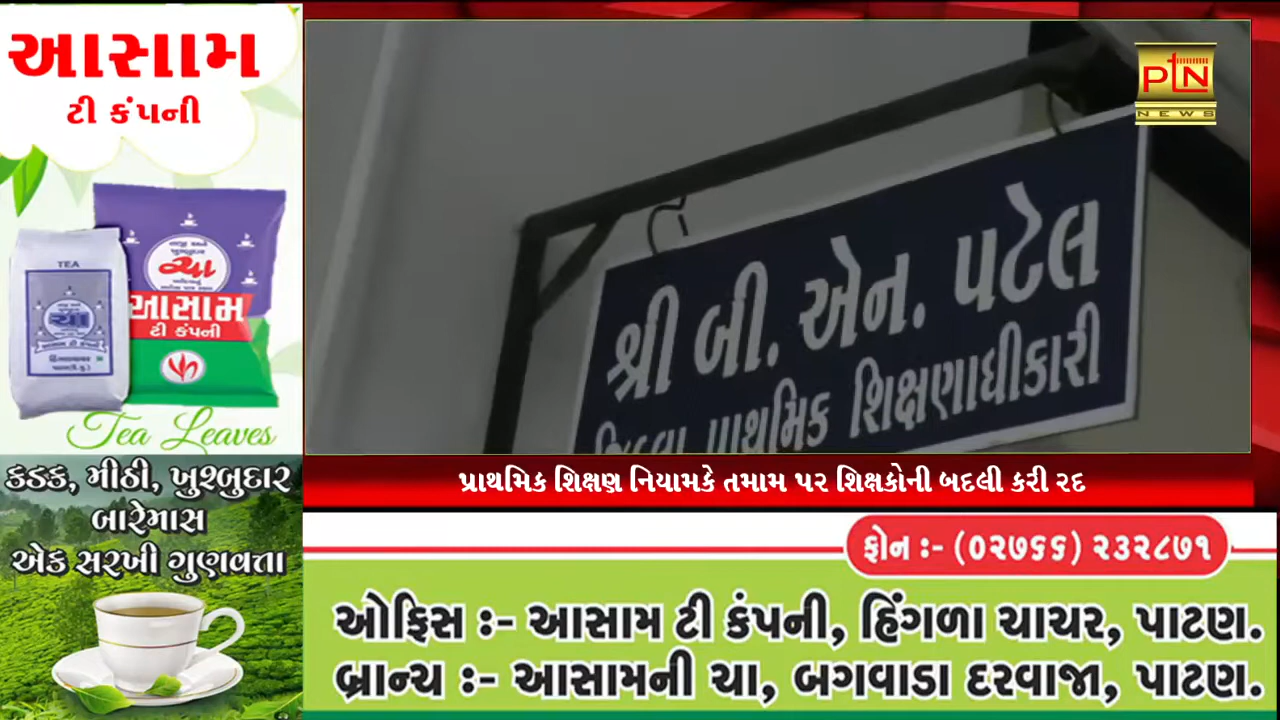 આસામ
ટી કંપની
TEA
ચા
ચા
આસામ
ટી કંપની
Tea Leaves
કડક, મીઠી, ખુશ્બુદાર
બારેમાસ
એક સરખી ગુણવત્તા
PTN
NEWS
શ્રી બી. એન. પટેલ
પ્રાથમિક શિક્ષણાધીકારી
પ્રાથમિક શિક્ષણ નિયામકે તમામ ૫૨ શિક્ષકોની બદલી કરી રદ
ફોન :- (૦૨૭૬૬) ૨૩૨૮૭૧
ઓફિસ :- આસામ ટી કંપની, હિંગળા ચાચર, પાટણ.
બ્રાન્ચ :- આસામની ચા, બગવાડા દરવાજા, પાટણ.